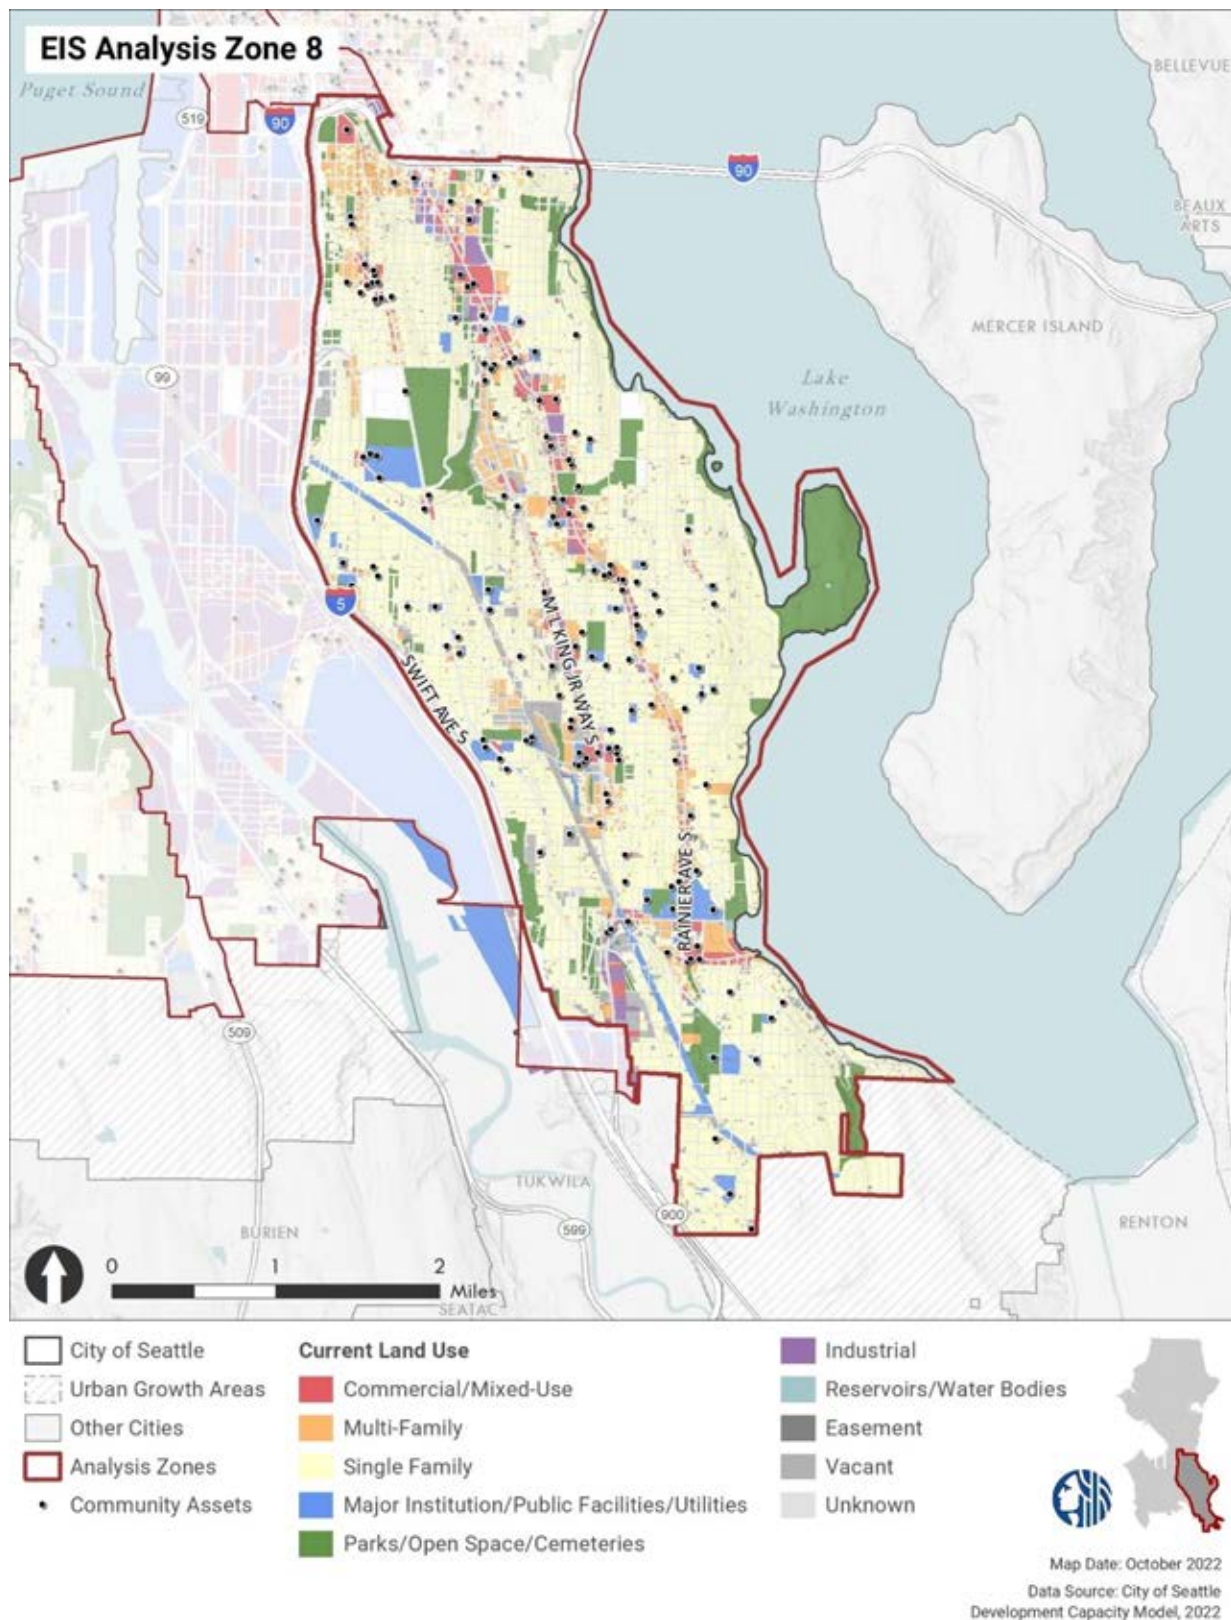 EIS Analysis Zone 8
Puget Sound
519
90
90
BELLEVUE
BEAUX
ARTS
MERCER ISLAND
Lake
Washington
99
5
M L KING JR WAY S
SWIFT AVE S
RAINIER AVE S
509
TUKWILA
BURIEN
599
900
RENTON
0 1 2
Miles
SEATAC
City of Seattle
Urban Growth Areas
Other Cities
Analysis Zones
Community Assets
Current Land Use
Commercial/Mixed-Use
Multi-Family
Single Family
Major Institution/Public Facilities/Utilities
Parks/Open Space/Cemeteries
Industrial
Reservoirs/Water Bodies
Easement
Vacant
Unknown
Map Date: October 2022
Data Source: City of Seattle
Development Capacity Model, 2022